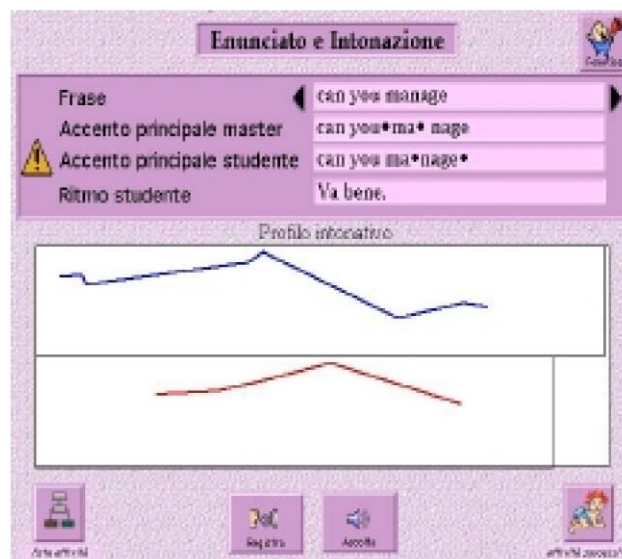 Enunciato e Intonazione
Frase can you manage
Accento principale master can you•ma• nage
Accento principale studente can you ma•nage•
Ritmo studente Va bene.
Profilo intonativo
Registra Ascolta
attività